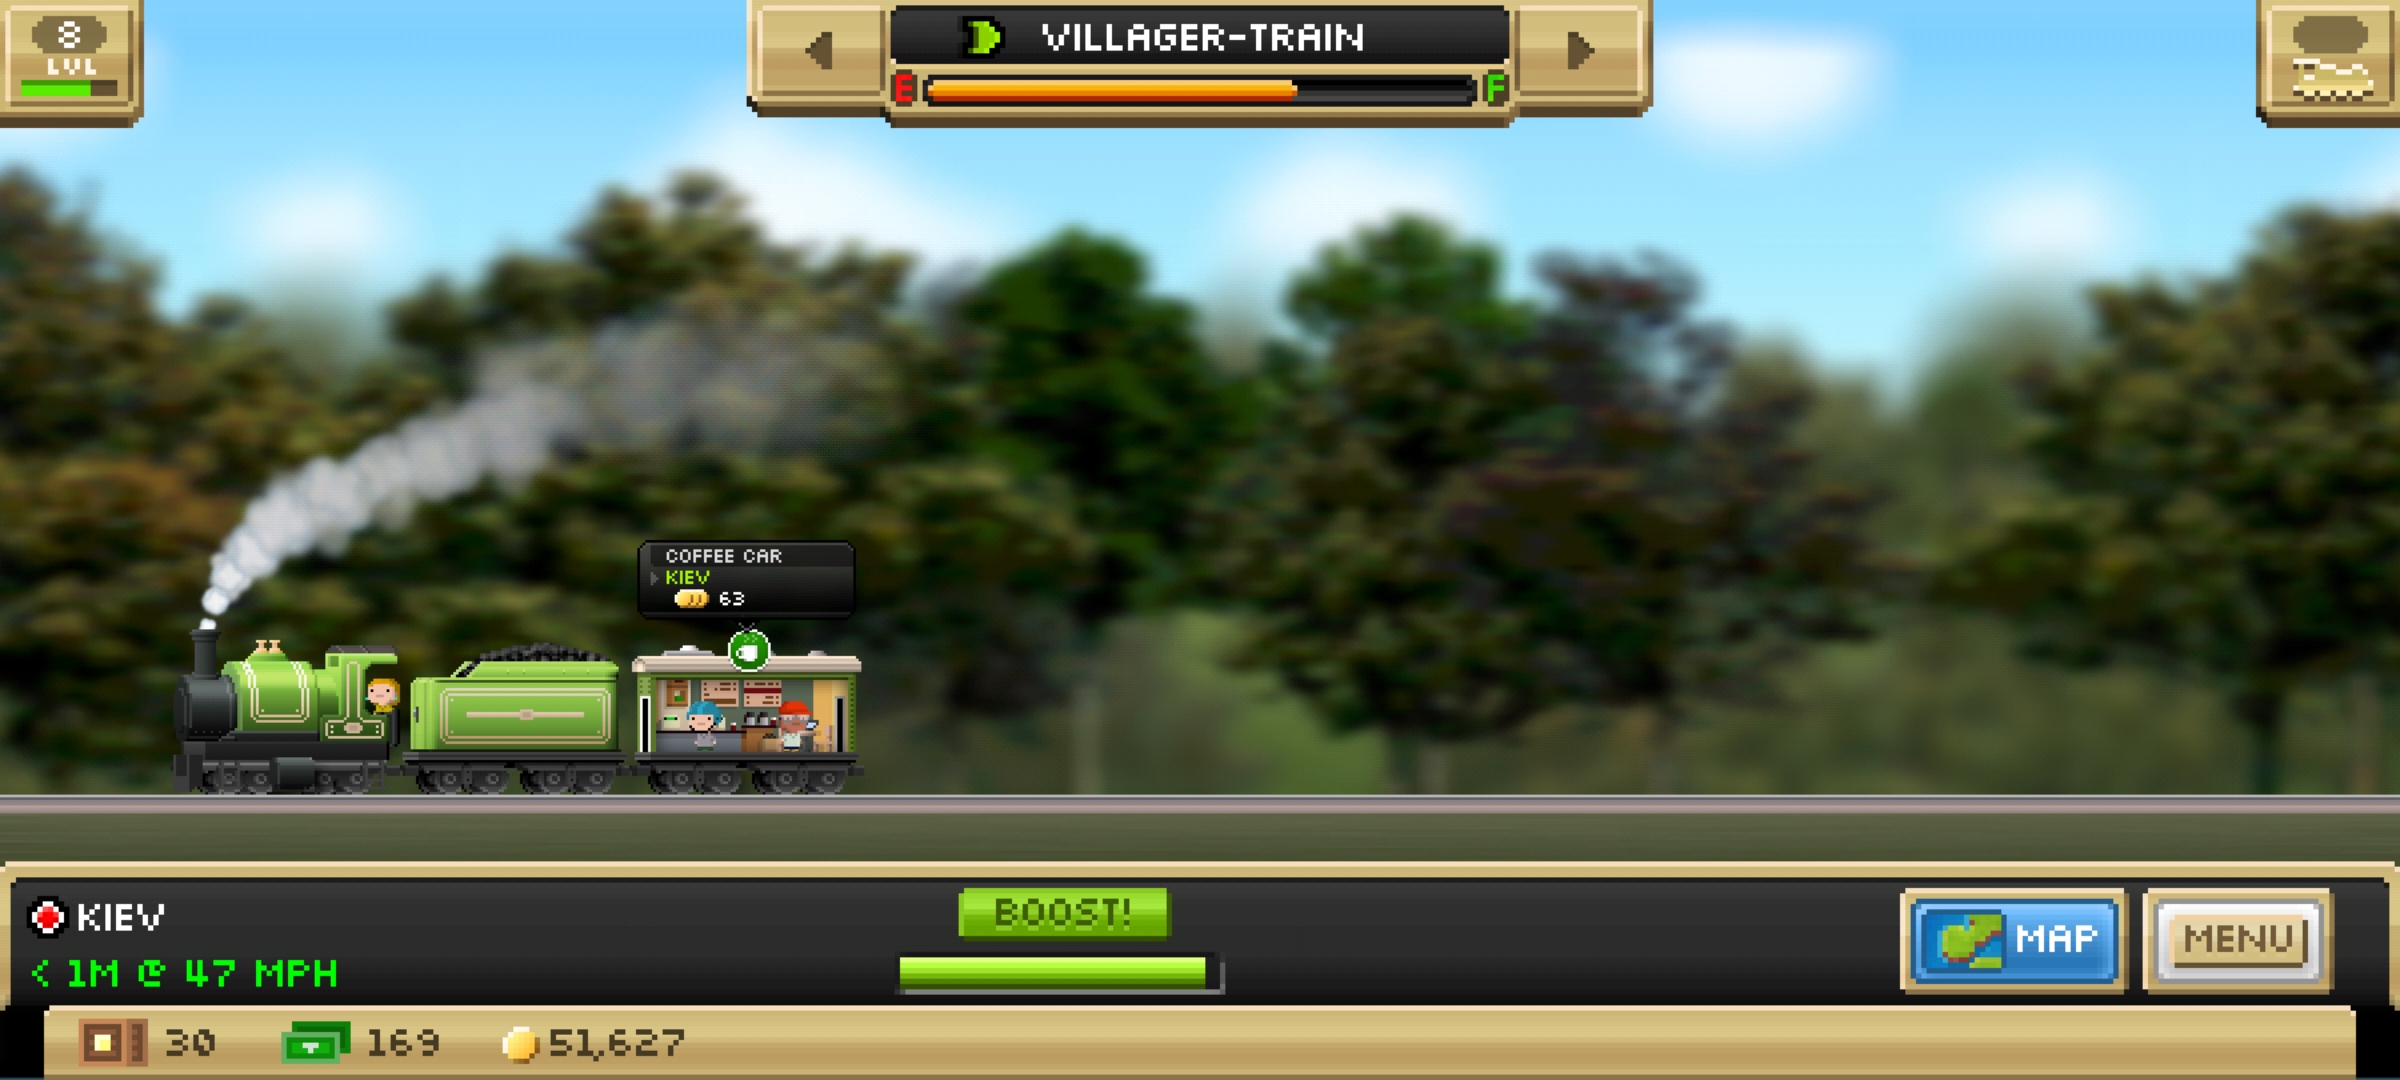 8
LVL
VILLAGER-TRAIN
E F
COFFEE CAR
KIEV
63
KIEV
< 1M @ 47 MPH
BOOST!
MAP
MENU
30
169
51,627